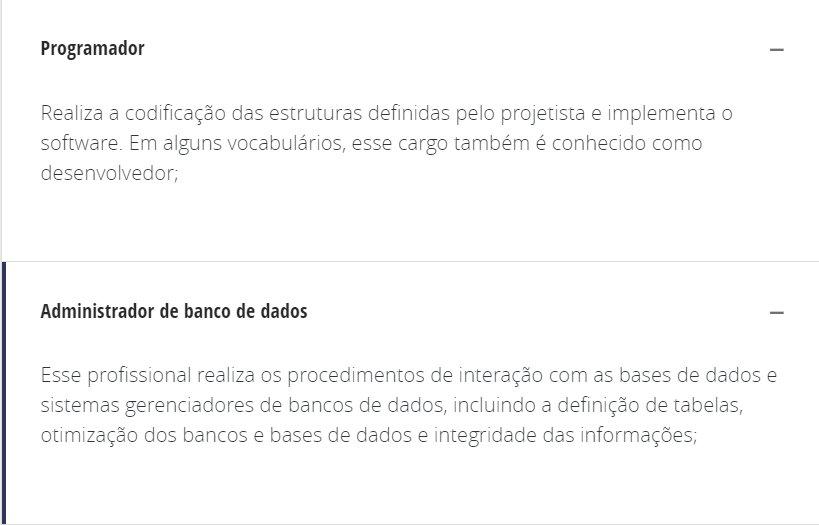 Programador
Realiza a codificação das estruturas definidas pelo projetista e implementa o
software. Em alguns vocabulários, esse cargo também é conhecido como
desenvolvedor;
Administrador de banco de dados
Esse profissional realiza os procedimentos de interação com as bases de dados e
sistemas gerenciadores de bancos de dados, incluindo a definição de tabelas,
otimização dos bancos e bases de dados e integridade das informações;